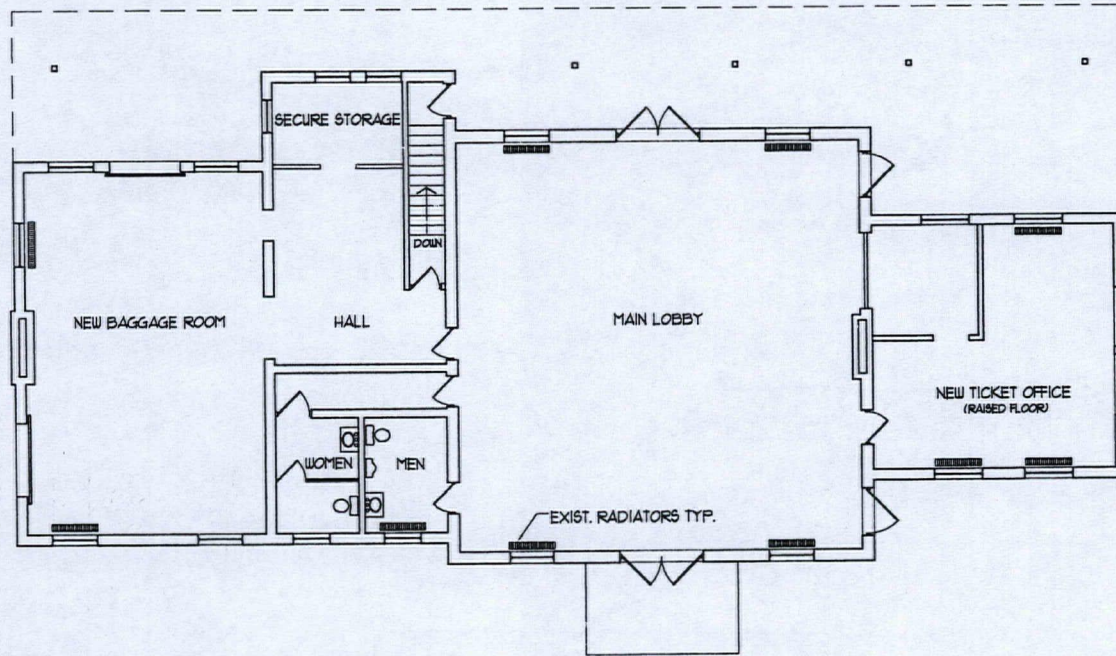 SECURE STORAGE
DOWN
NEW BAGGAGE ROOM
HALL
MAIN LOBBY
NEW TICKET OFFICE
(RAISED FLOOR)
WOMEN
MEN
EXIST. RADIATORS TYP.